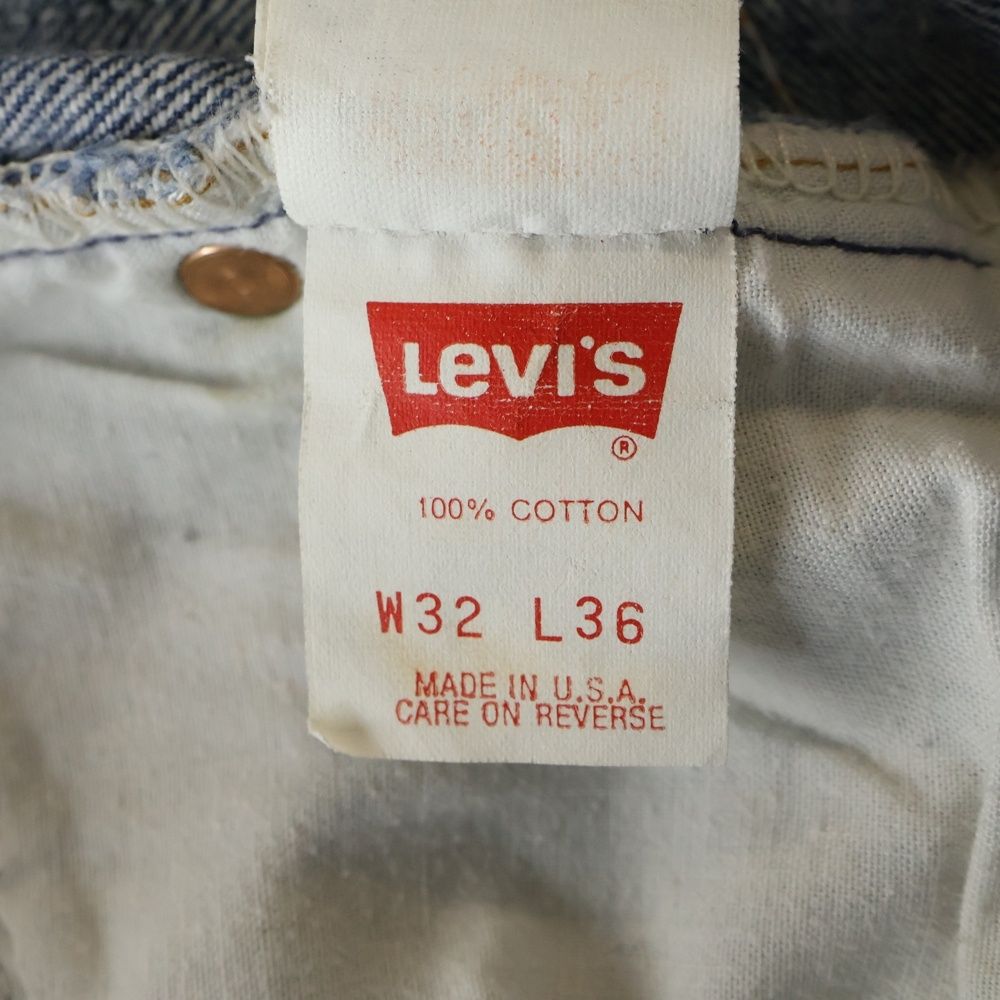 LEVI'S
®
100% COTTON
W32 L36
MADE IN U.S.A.
CARE ON REVERSE